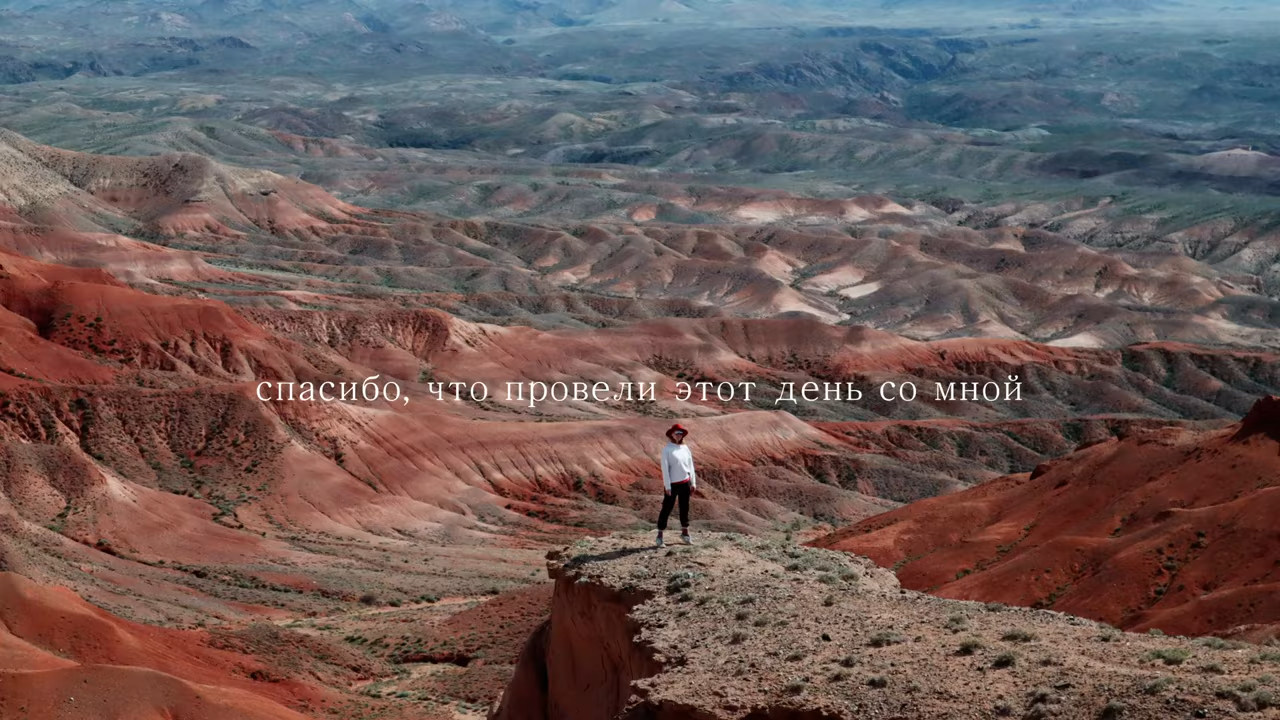 спасибо, что провели этот день со мной